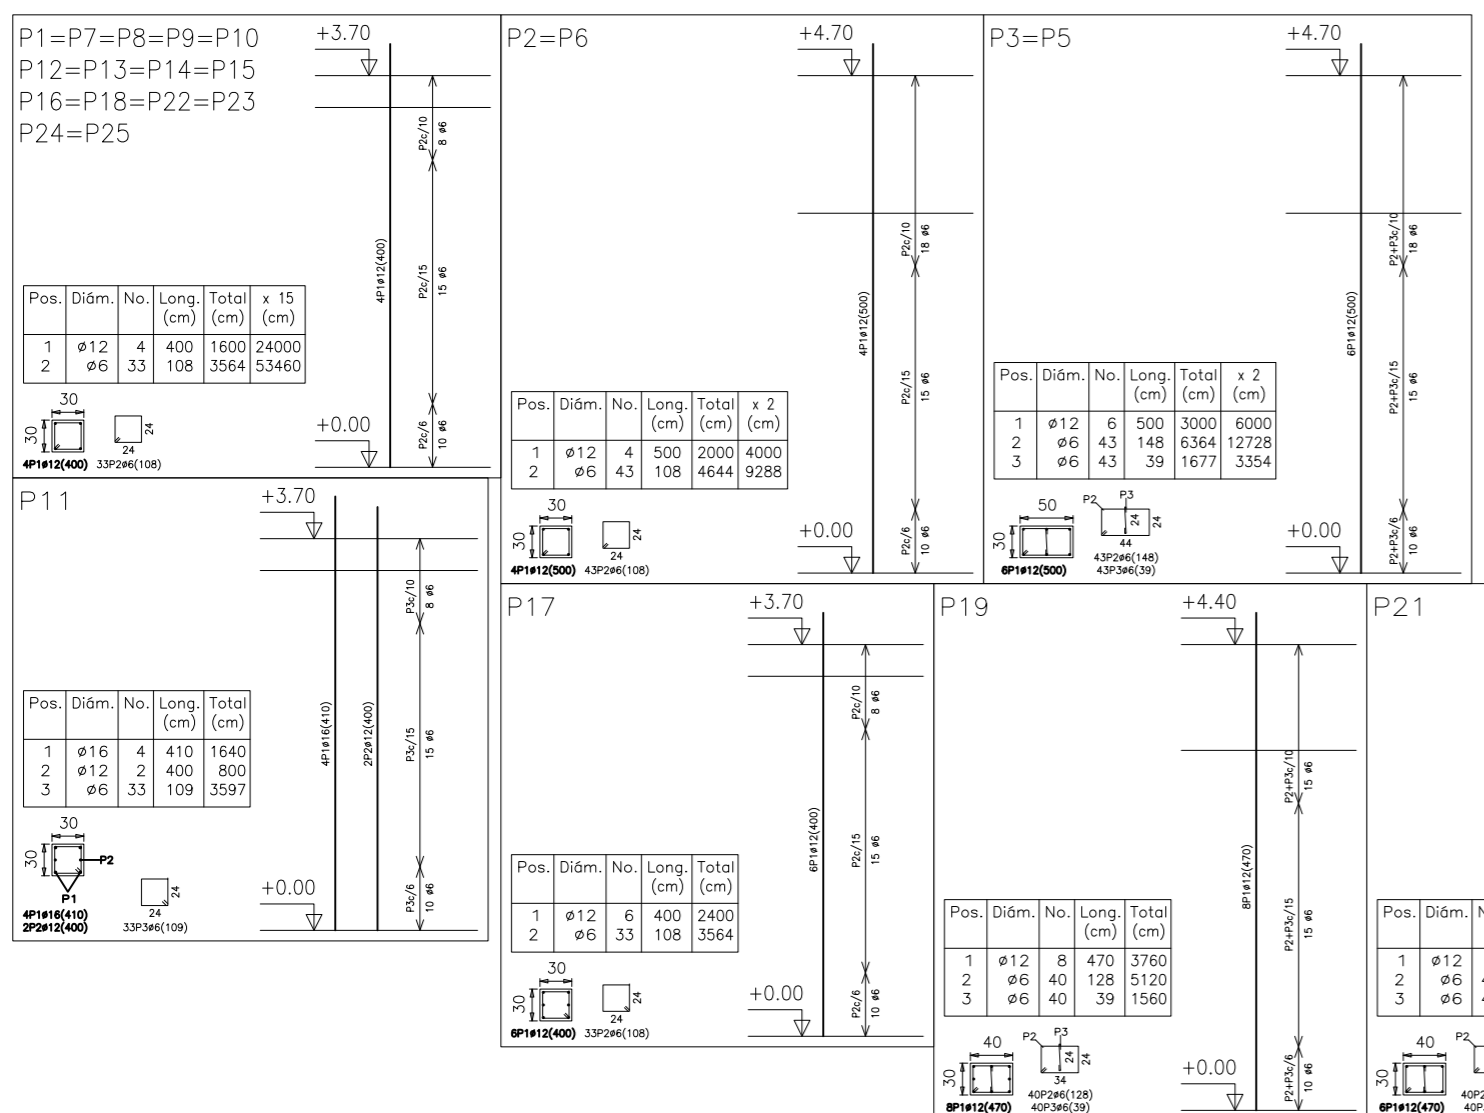 P1=P7=P8=P9=P10
P12=P13=P14=P15
P16=P18=P22=P23
P24=P25
+3.70
P2c/10
8 ø6
4P1ø12(400)
P2c/15
15 ø6
P2c/6
10 ø6
+0.00
Pos. Diám. No. Long. (cm) Total (cm) x 15 (cm)
1 ø12 4 400 1600 24000
2 ø6 33 108 3564 53460
30
30
24
24
4P1ø12(400) 33P2ø6(108)
P2=P6
+4.70
P2c/10
18 ø6
4P1ø12(500)
P2c/15
15 ø6
P2c/6
10 ø6
+0.00
Pos. Diám. No. Long. (cm) Total (cm) x 2 (cm)
1 ø12 4 500 2000 4000
2 ø6 43 108 4644 9288
30
30
24
24
4P1ø12(500) 43P2ø6(108)
P3=P5
+4.70
P2+P3c/10
18 ø6
6P1ø12(500)
P2+P3c/15
15 ø6
P2+P3c/6
10 ø6
+0.00
Pos. Diám. No. Long. (cm) Total (cm) x 2 (cm)
1 ø12 6 500 3000 6000
2 ø6 43 148 6364 12728
3 ø6 43 39 1677 3354
50
30
P2 P3
24 24
44
43P2ø6(148)
6P1ø12(500) 43P3ø6(39)
P11
+3.70
P3c/10
8 ø6
4P1ø16(410)
2P2ø12(400)
P3c/15
15 ø6
P3c/6
10 ø6
+0.00
Pos. Diám. No. Long. (cm) Total (cm)
1 ø16 4 410 1640
2 ø12 2 400 800
3 ø6 33 109 3597
30
30
P2
P1
24
24
4P1ø16(410)
2P2ø12(400) 33P3ø6(109)
P17
+3.70
P2c/10
8 ø6
6P1ø12(400)
P2c/15
15 ø6
P2c/6
10 ø6
+0.00
Pos. Diám. No. Long. (cm) Total (cm)
1 ø12 6 400 2400
2 ø6 33 108 3564
30
30
24
24
6P1ø12(400) 33P2ø6(108)
P19
+4.40
P2+P3c/10
15 ø6
8P1ø12(470)
P2+P3c/15
15 ø6
P2+P3c/6
10 ø6
+0.00
Pos. Diám. No. Long. (cm) Total (cm)
1 ø12 8 470 3760
2 ø6 40 128 5120
3 ø6 40 39 1560
40
30
P2 P3
24 24
34
40P2ø6(128)
8P1ø12(470) 40P3ø6(39)
P21
Pos. Diám.
1 ø12
2 ø6
3 ø6
40
30
P2
6P1ø12(470)